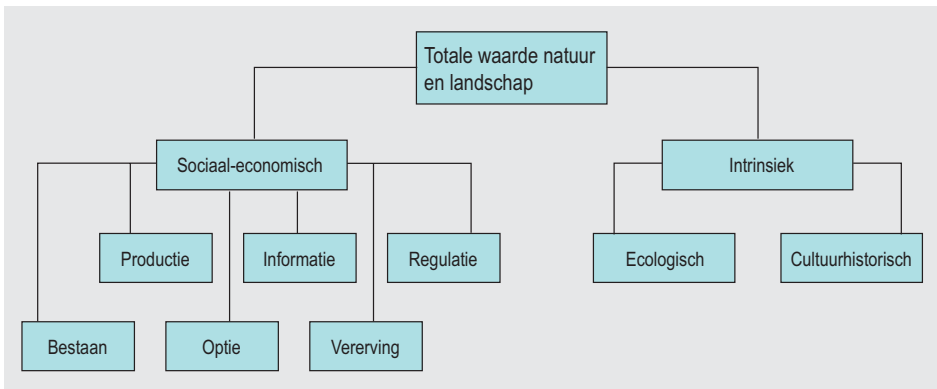 Totale waarde natuur
en landschap
Sociaal-economisch
Intrinsiek
Productie
Informatie
Regulatie
Ecologisch
Cultuurhistorisch
Bestaan
Optie
Vererving